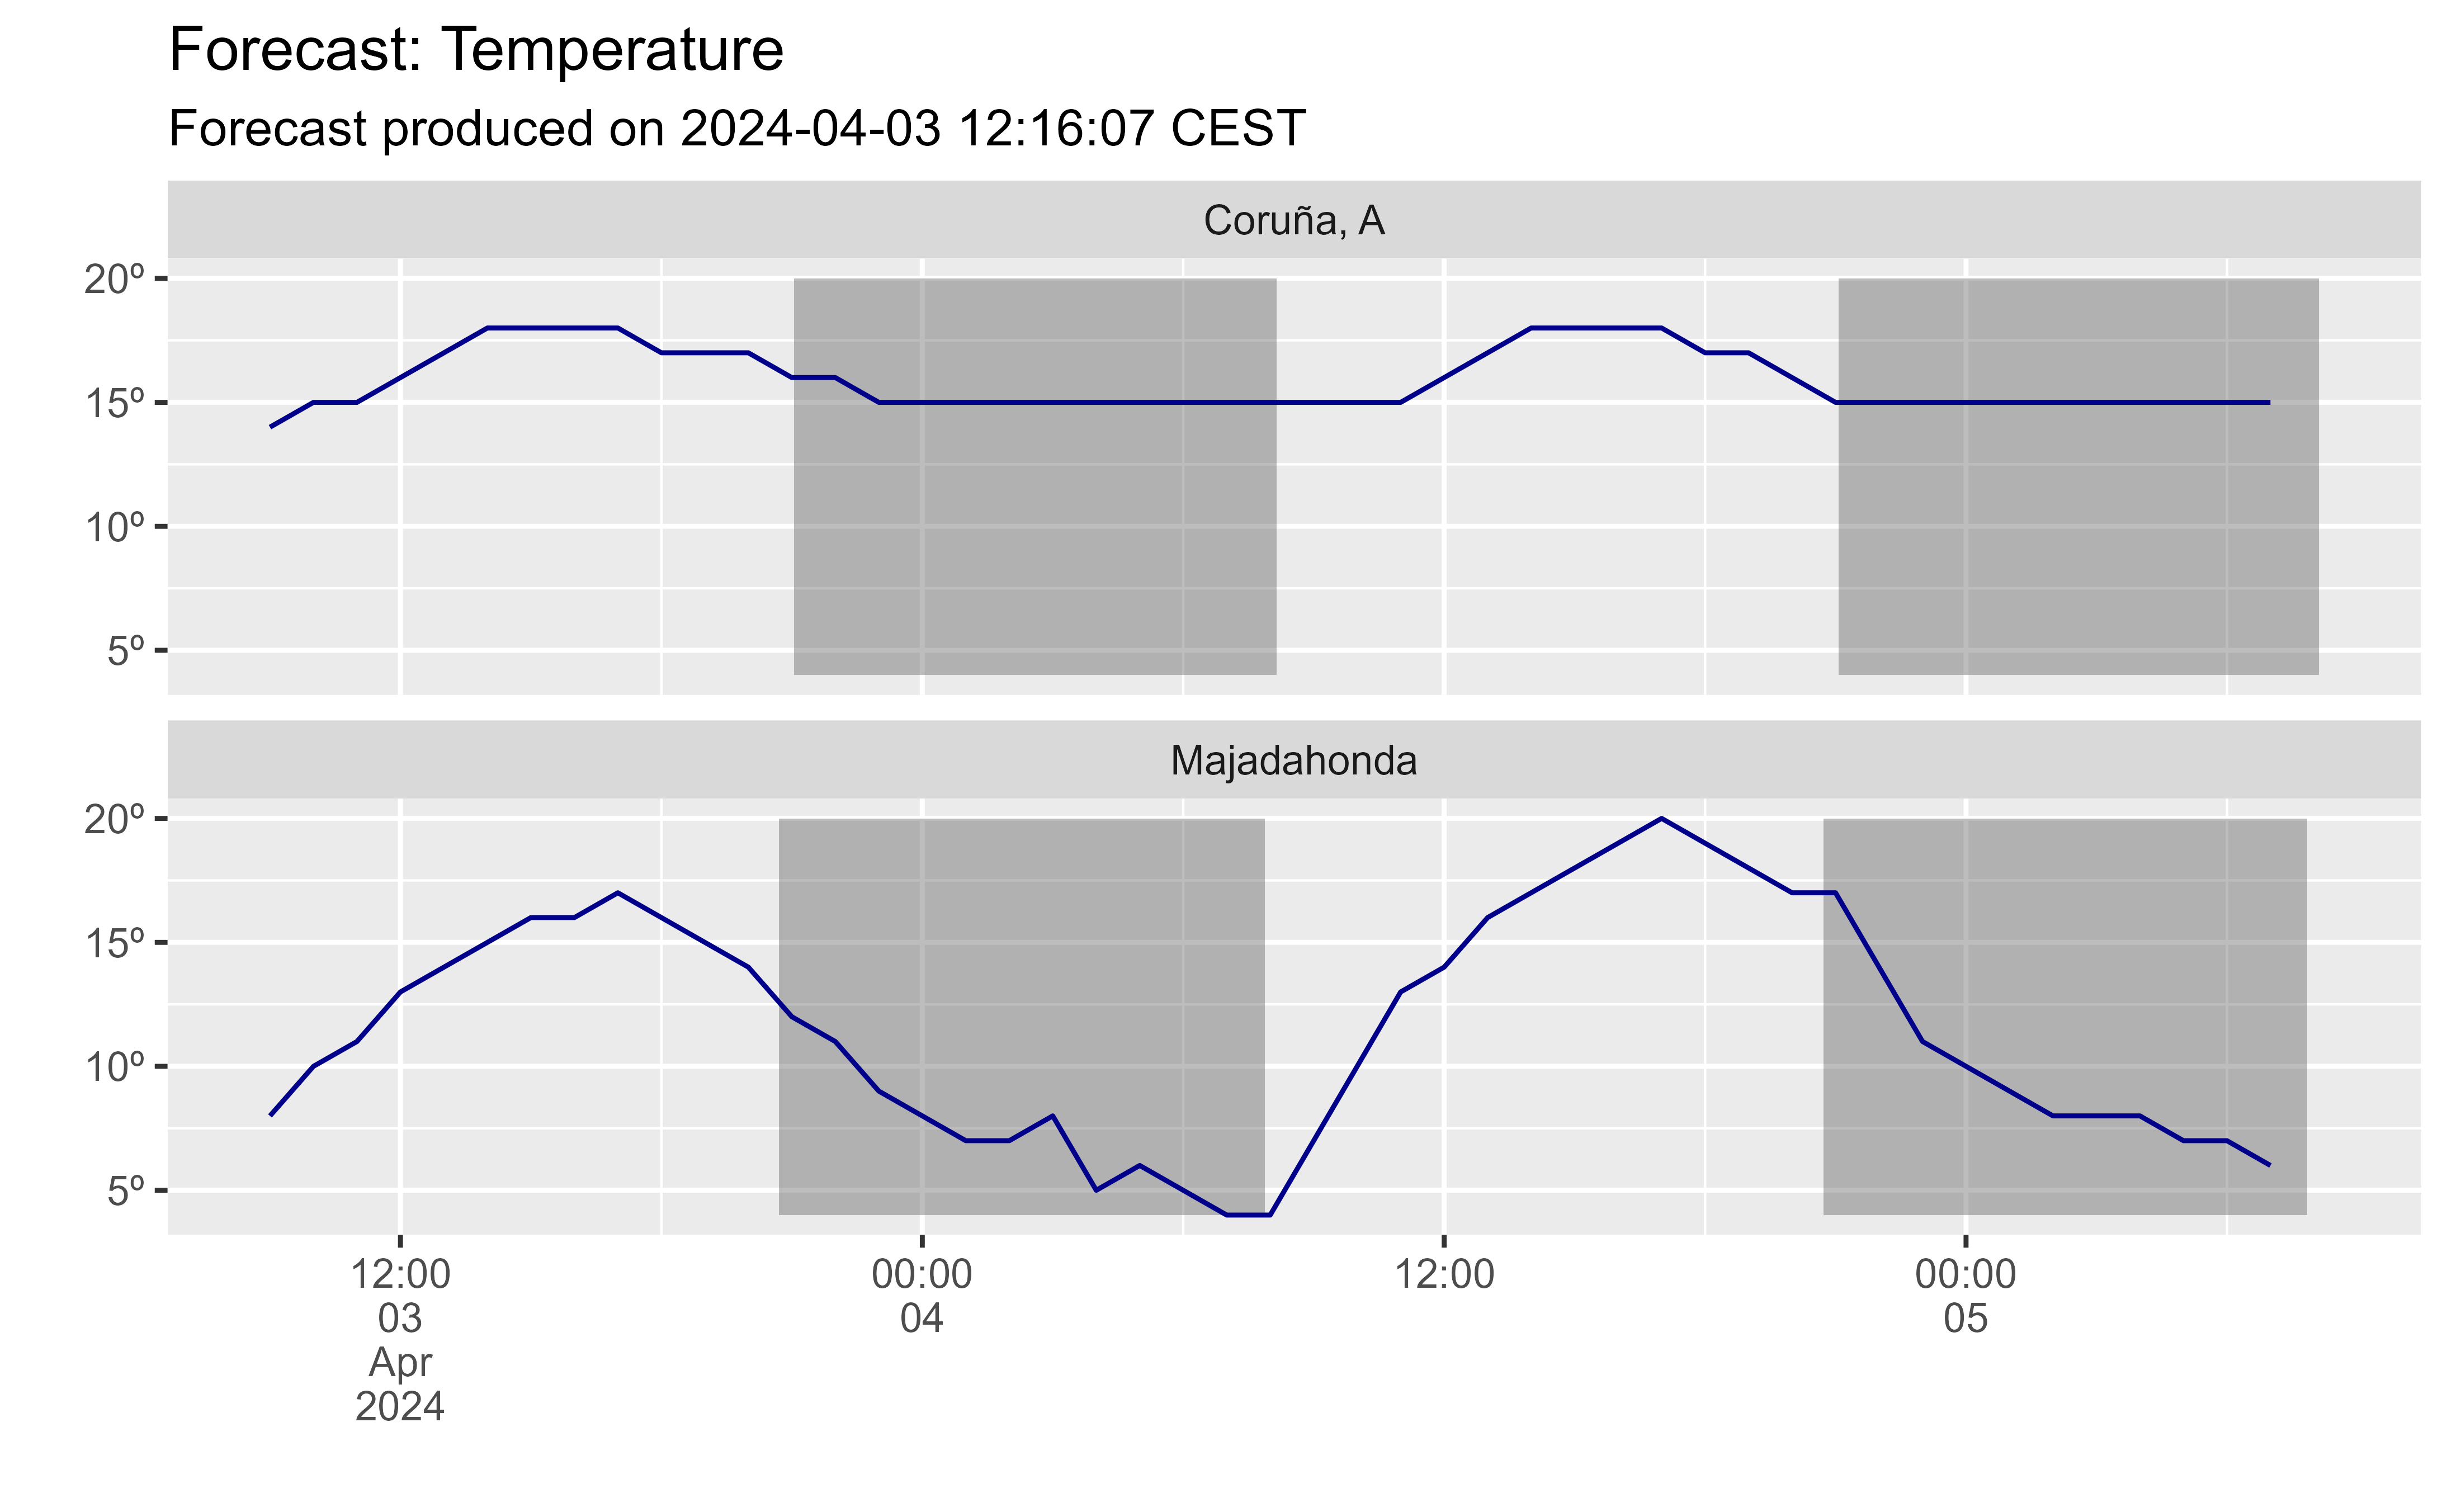 Forecast: Temperature
Forecast produced on 2024-04-03 12:16:07 CEST
Coruña, A
20º
15º
10º
5º
Majadahonda
20º
15º
10º
5º
12:00 00:00 12:00 00:00
03 04 05
Apr
2024